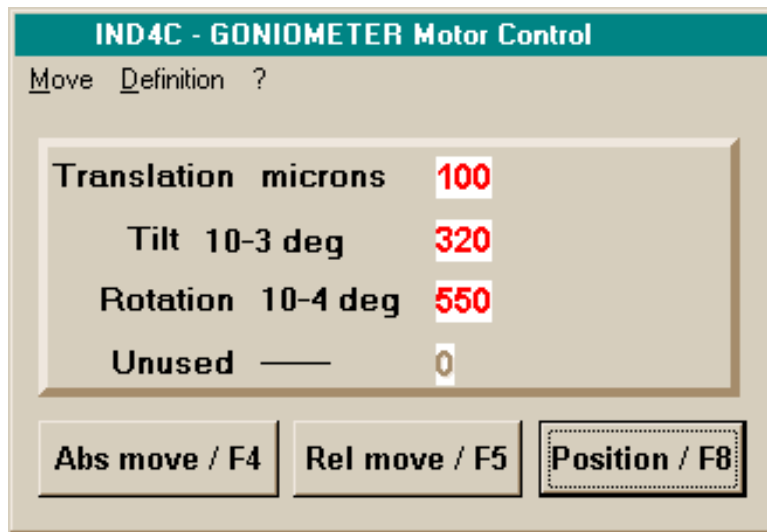 IND4C - GONIOMETER Motor Control
Move Definition ?
Translation microns 100
Tilt 10-3 deg 320
Rotation 10-4 deg 550
Unused —— 0
Abs move / F4 Rel move / F5 Position / F8